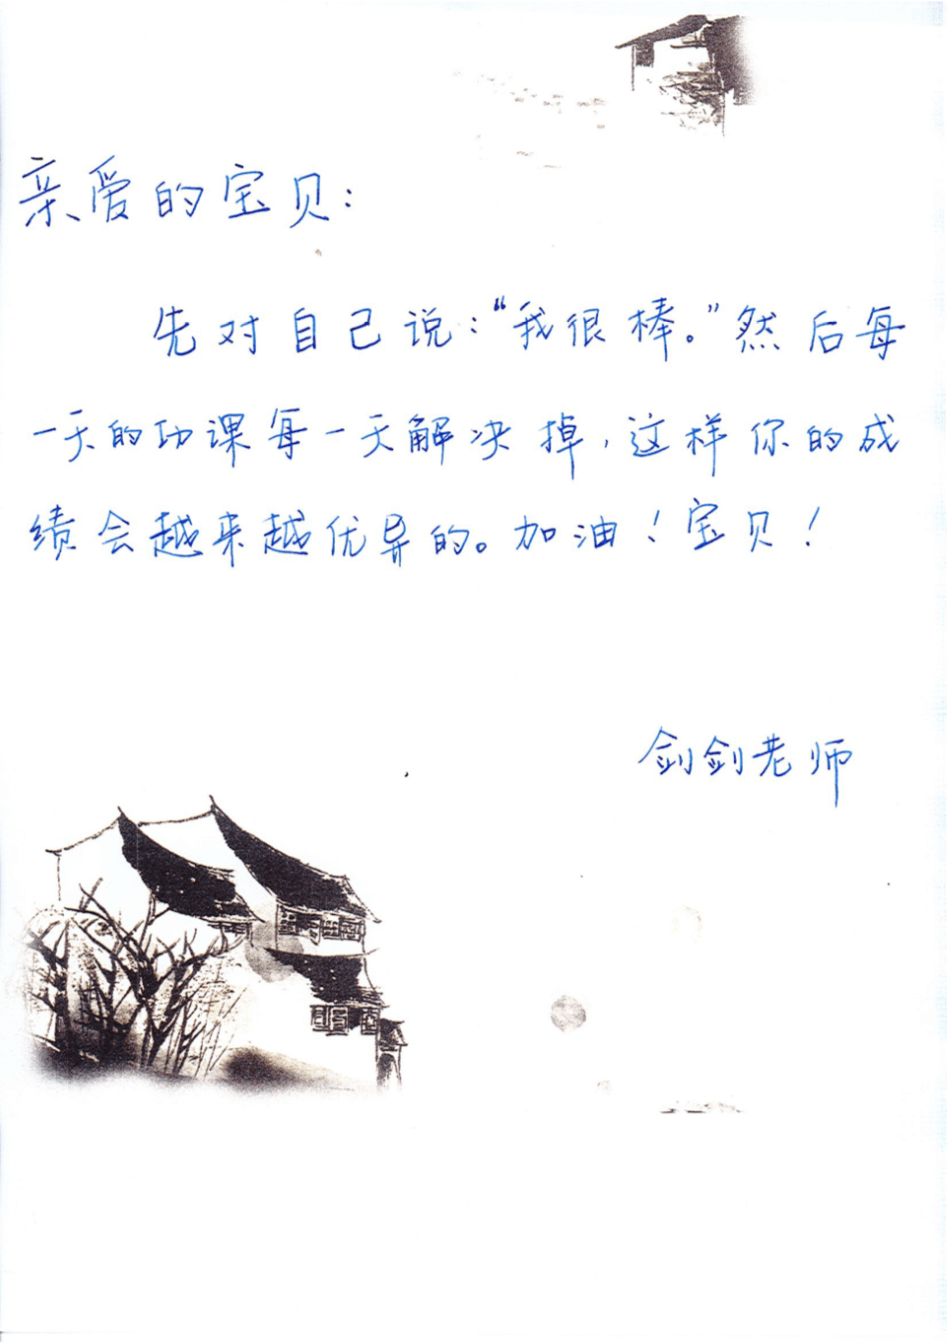 亲爱的宝贝:
先对自己说:“我很棒。”然后每
一天的功课每一天解决掉,这样你的成
绩会越来越优异的。加油!宝贝!
剑剑老师